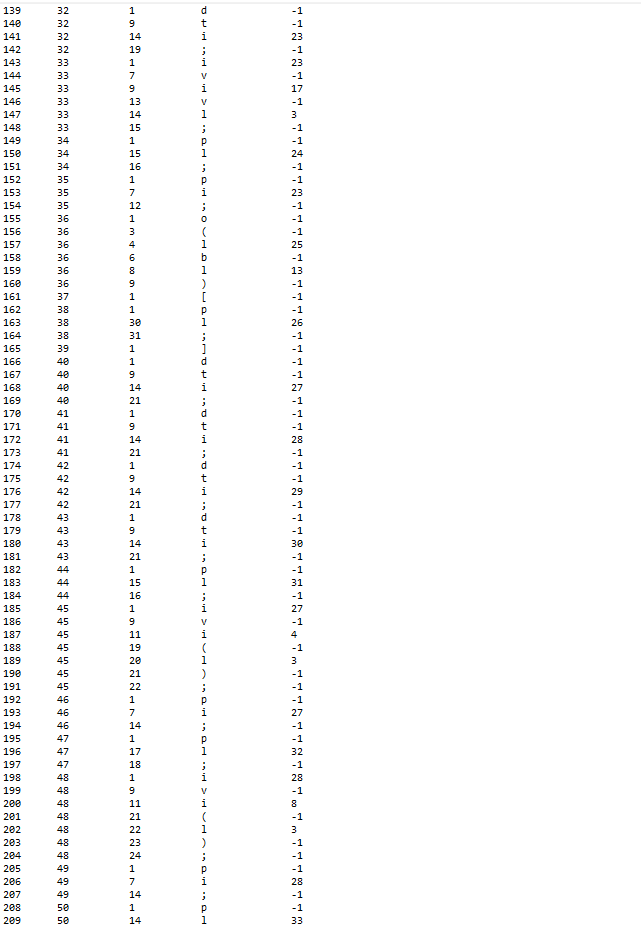 139 32 1 d -1
140 32 9 t -1
141 32 14 i 23
142 32 19 ; -1
143 33 1 i 23
144 33 7 v -1
145 33 9 i 17
146 33 13 v -1
147 33 14 l 3
148 33 15 ; -1
149 34 1 p -1
150 34 15 l 24
151 34 16 ; -1
152 35 1 p -1
153 35 7 i 23
154 35 12 ; -1
155 36 1 o -1
156 36 3 ( -1
157 36 4 l 25
158 36 6 b -1
159 36 8 l 13
160 36 9 ) -1
161 37 1 [ -1
162 38 1 p -1
163 38 30 l 26
164 38 31 ; -1
165 39 1 ] -1
166 40 1 d -1
167 40 9 t -1
168 40 14 i 27
169 40 21 ; -1
170 41 1 d -1
171 41 9 t -1
172 41 14 i 28
173 41 21 ; -1
174 42 1 d -1
175 42 9 t -1
176 42 14 i 29
177 42 21 ; -1
178 43 1 d -1
179 43 9 t -1
180 43 14 i 30
181 43 21 ; -1
182 44 1 p -1
183 44 15 l 31
184 44 16 ; -1
185 45 1 i 27
186 45 9 v -1
187 45 11 i 4
188 45 19 ( -1
189 45 20 l 3
190 45 21 ) -1
191 45 22 ; -1
192 46 1 p -1
193 46 7 i 27
194 46 14 ; -1
195 47 1 p -1
196 47 17 l 32
197 47 18 ; -1
198 48 1 i 28
199 48 9 v -1
200 48 11 i 8
201 48 21 ( -1
202 48 22 l 3
203 48 23 ) -1
204 48 24 ; -1
205 49 1 p -1
206 49 7 i 28
207 49 14 ; -1
208 50 1 p -1
209 50 14 l 33